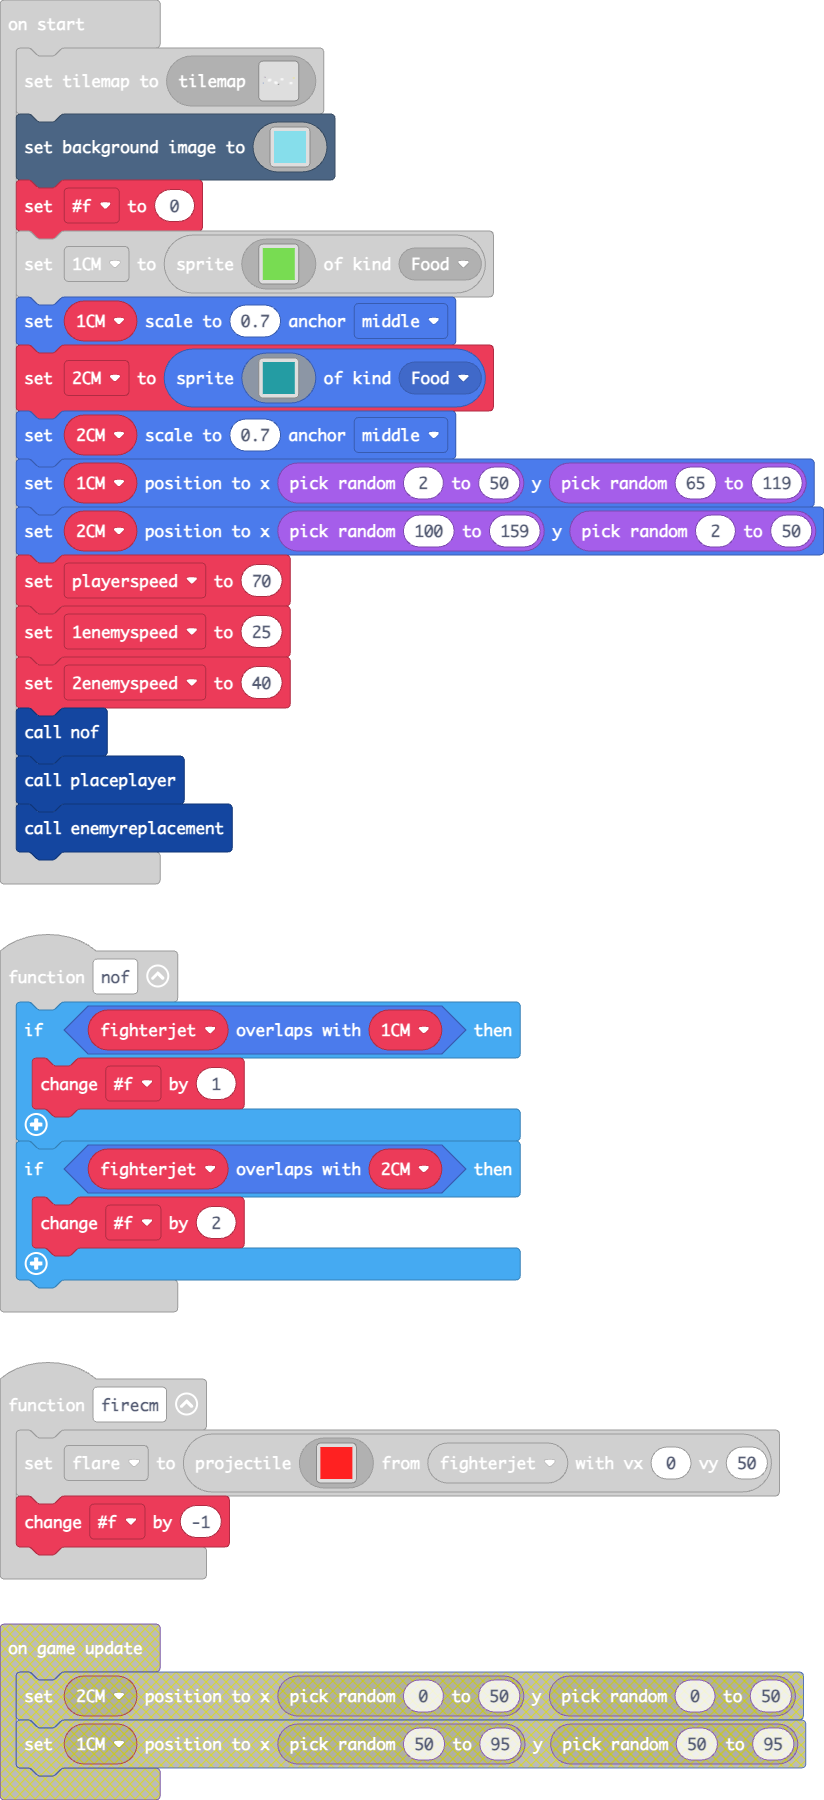 on start
set tilemap to tilemap
set background image to
set #f to 0
set 1CM to sprite of kind Food
set 1CM scale to 0.7 anchor middle
set 2CM to sprite of kind Food
set 2CM scale to 0.7 anchor middle
set 1CM position to x pick random 2 to 50 y pick random 65 to 119
set 2CM position to x pick random 100 to 159 y pick random 2 to 50
set playerspeed to 70
set 1enemyspeed to 25
set 2enemyspeed to 40
call nof
call placeplayer
call enemyreplacement
function nof
if fighterjet overlaps with 1CM then
change #f by 1
if fighterjet overlaps with 2CM then
change #f by 2
function firecm
set flare to projectile from fighterjet with vx 0 vy 50
change #f by -1
on game update
set 2CM position to x pick random 0 to 50 y pick random 0 to 50
set 1CM position to x pick random 50 to 95 y pick random 50 to 95